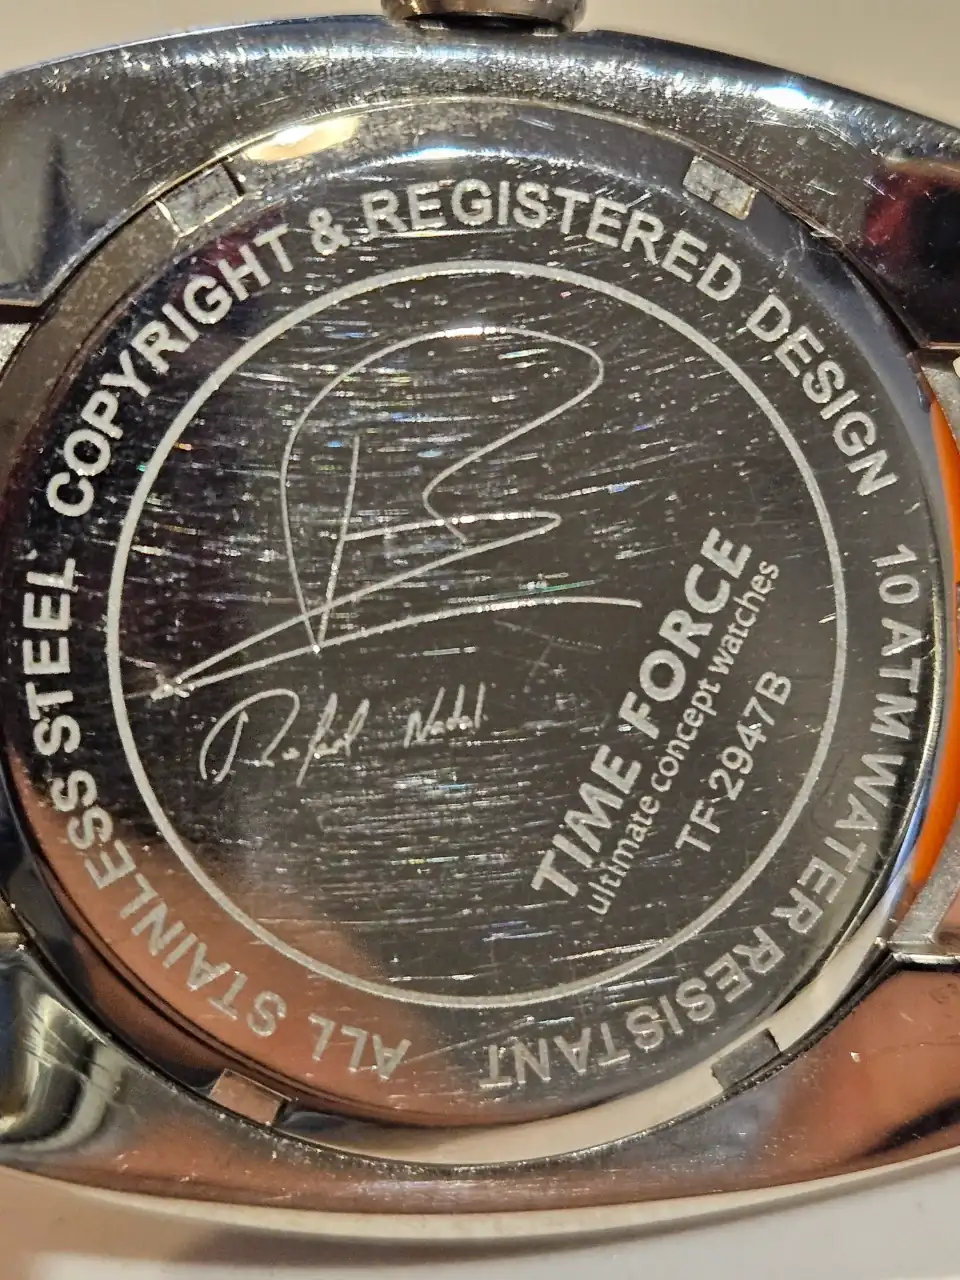 ALL STAINLESS STEEL COPYRIGHT & REGISTERED DESIGN 10 ATM WATER RESISTANT
Rafael Nadal
TIME FORCE
ultimate concept watches
TF-2947B